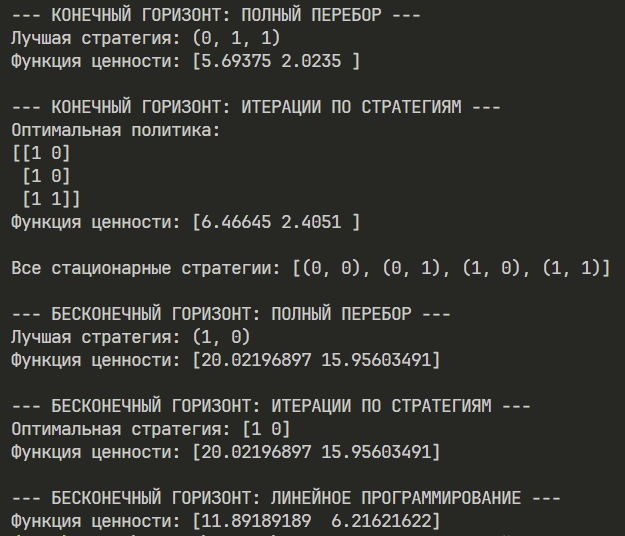 --- КОНЕЧНЫЙ ГОРИЗОНТ: ПОЛНЫЙ ПЕРЕБОР ---
Лучшая стратегия: (0, 1, 1)
Функция ценности: [5.69375 2.0235 ]
--- КОНЕЧНЫЙ ГОРИЗОНТ: ИТЕРАЦИИ ПО СТРАТЕГИЯМ ---
Оптимальная политика:
[[1 0]
 [1 0]
 [1 1]]
Функция ценности: [6.46645 2.4051 ]
Все стационарные стратегии: [(0, 0), (0, 1), (1, 0), (1, 1)]
--- БЕСКОНЕЧНЫЙ ГОРИЗОНТ: ПОЛНЫЙ ПЕРЕБОР ---
Лучшая стратегия: (1, 0)
Функция ценности: [20.02196897 15.95603491]
--- БЕСКОНЕЧНЫЙ ГОРИЗОНТ: ИТЕРАЦИИ ПО СТРАТЕГИЯМ ---
Оптимальная стратегия: [1 0]
Функция ценности: [20.02196897 15.95603491]
--- БЕСКОНЕЧНЫЙ ГОРИЗОНТ: ЛИНЕЙНОЕ ПРОГРАММИРОВАНИЕ ---
Функция ценности: [11.89189189  6.21621622]